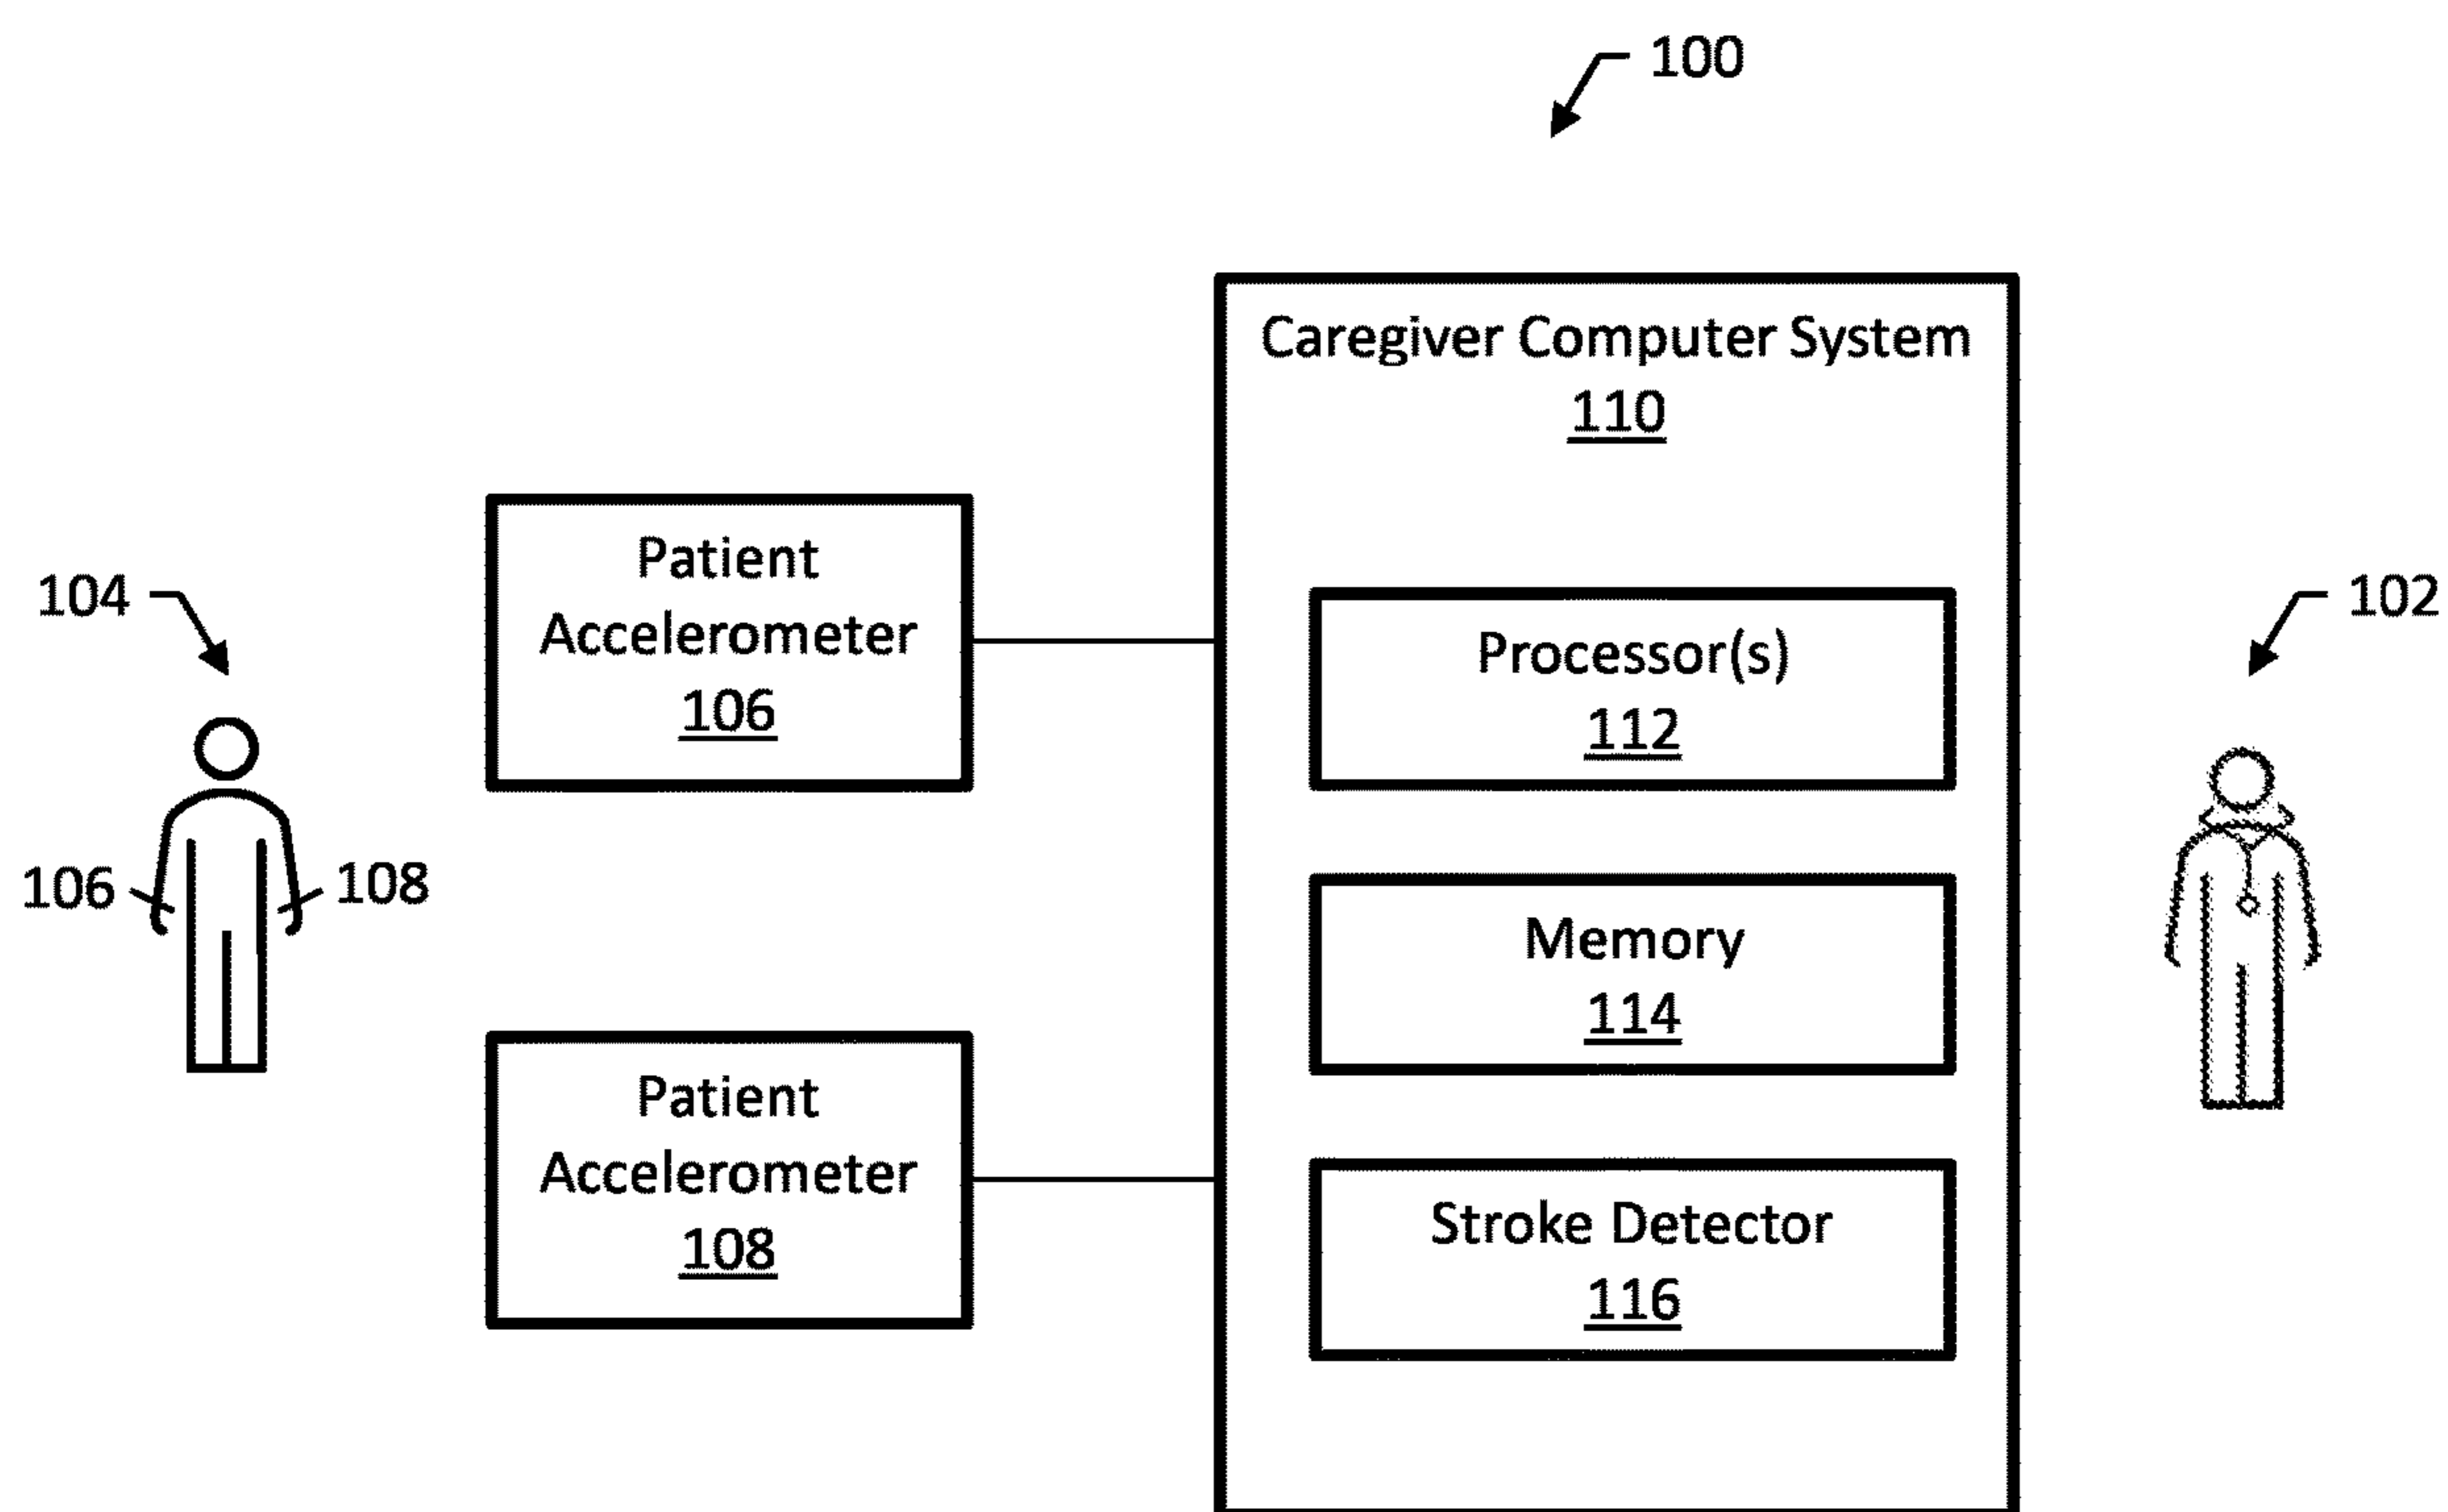 100
Caregiver Computer System
110
Patient
Accelerometer
106
104
102
Processor(s)
112
106
108
Memory
114
Patient
Accelerometer
108
Stroke Detector
116